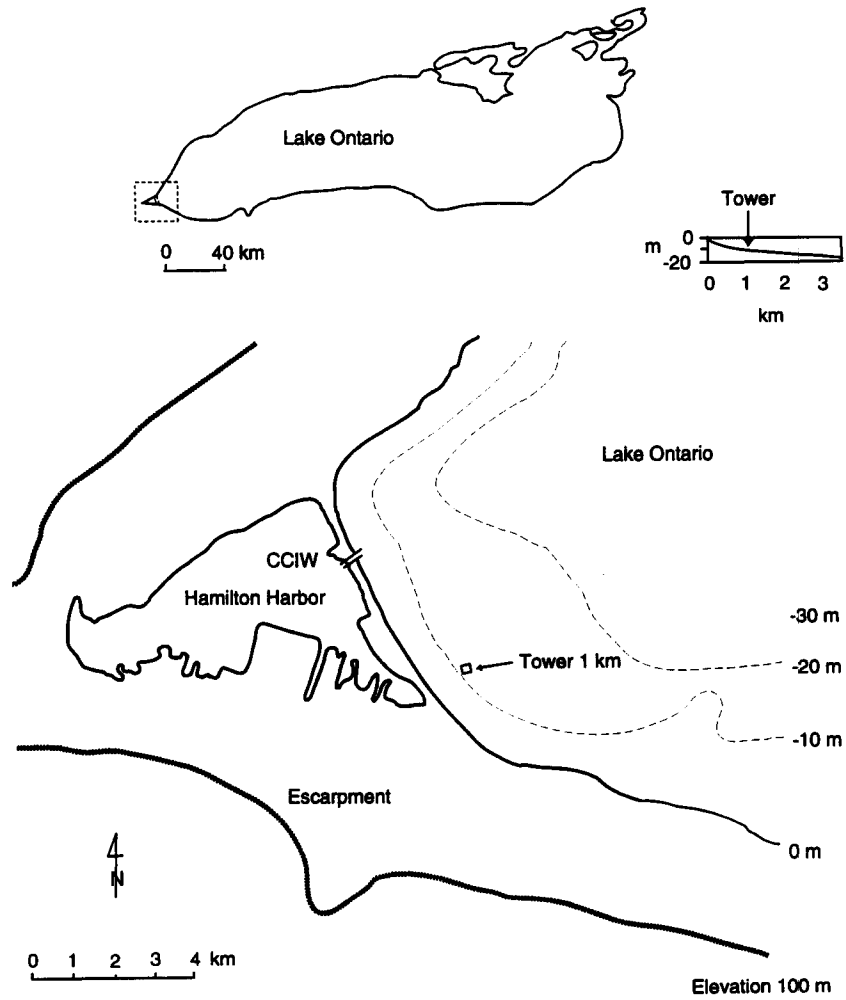 Lake Ontario
0 40 km
Tower
m
0
-20
0 1 2 3
km
Lake Ontario
CCIW
Hamilton Harbor
-30 m
Tower 1 km
-20 m
-10 m
Escarpment
0 m
N
0 1 2 3 4 km
Elevation 100 m